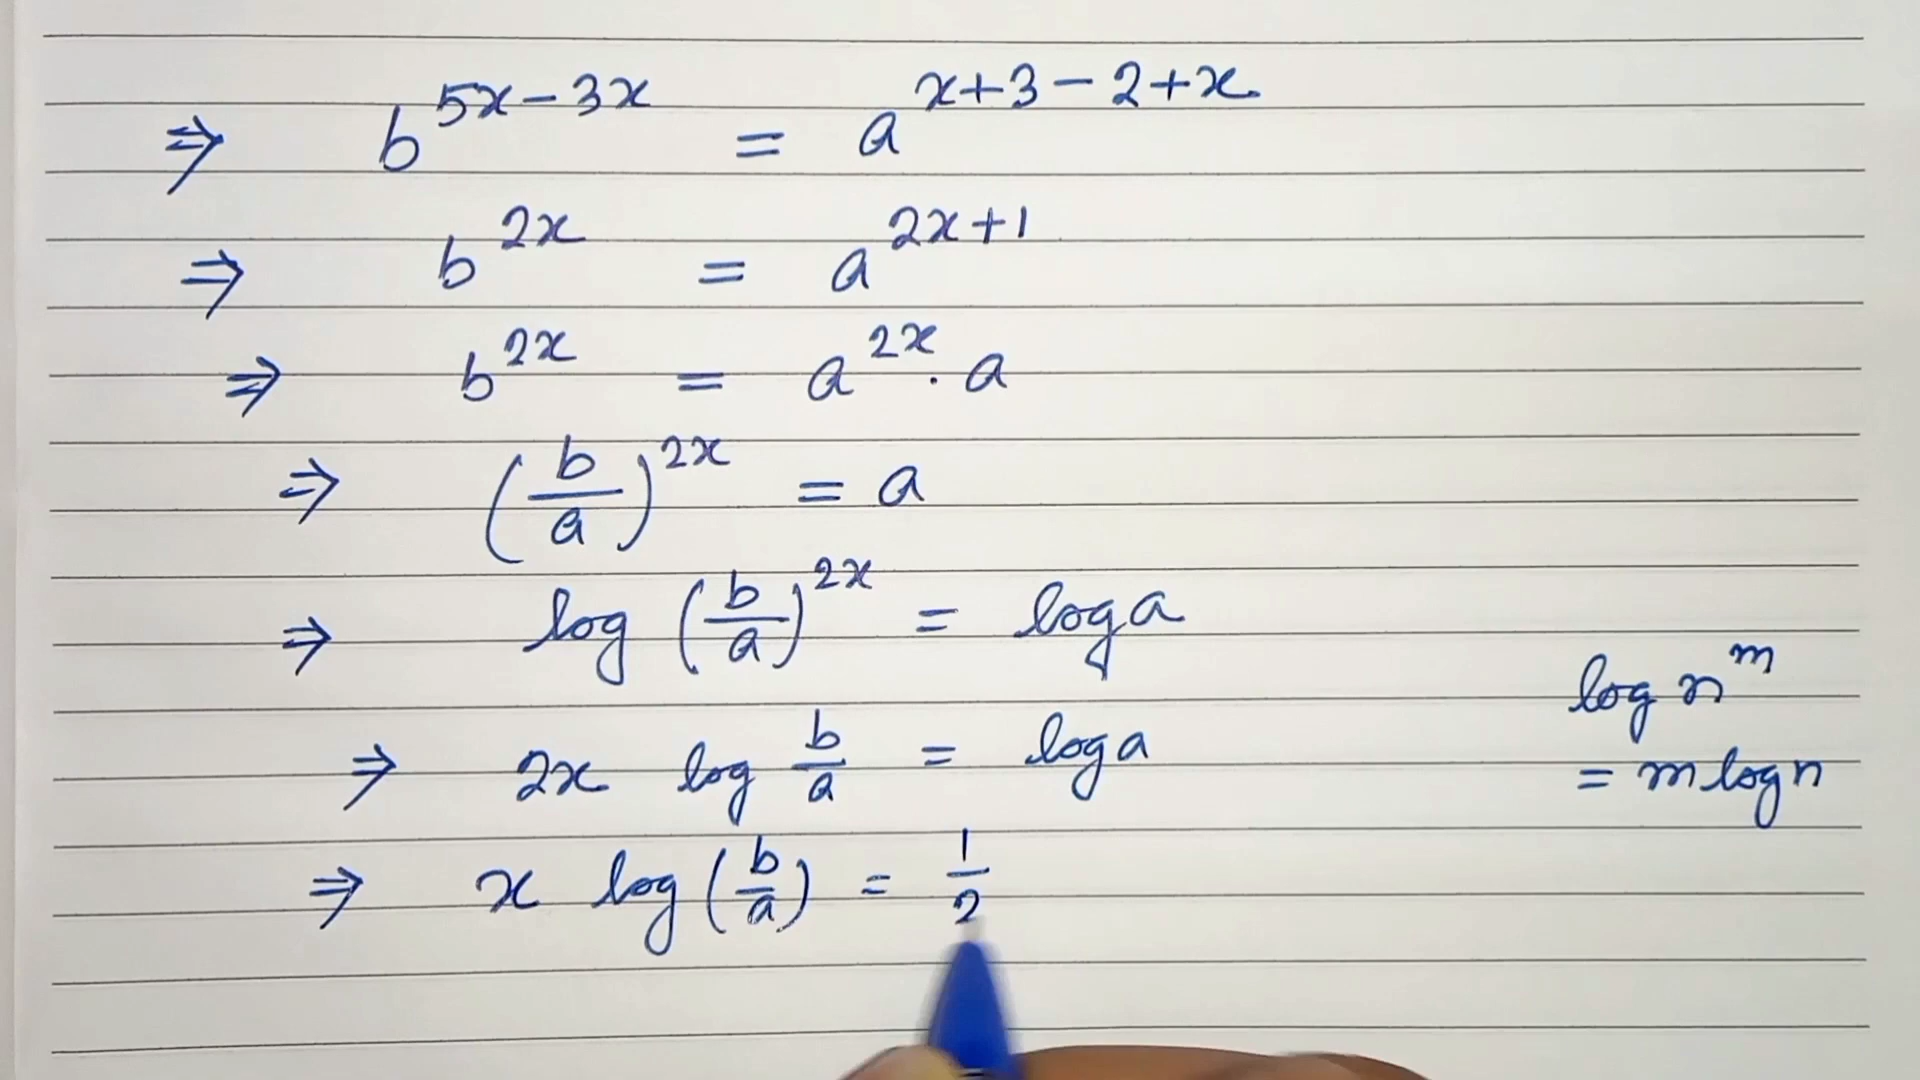 ⇒ b^{5x-3x} = a^{x+3-2+x}
⇒ b^{2x} = a^{2x+1}
⇒ b^{2x} = a^{2x} . a
⇒ (b/a)^{2x} = a
⇒ log (b/a)^{2x} = log a
⇒ 2x log b/a = log a
⇒ x log (b/a) = 1/2
log n^m
= m log n